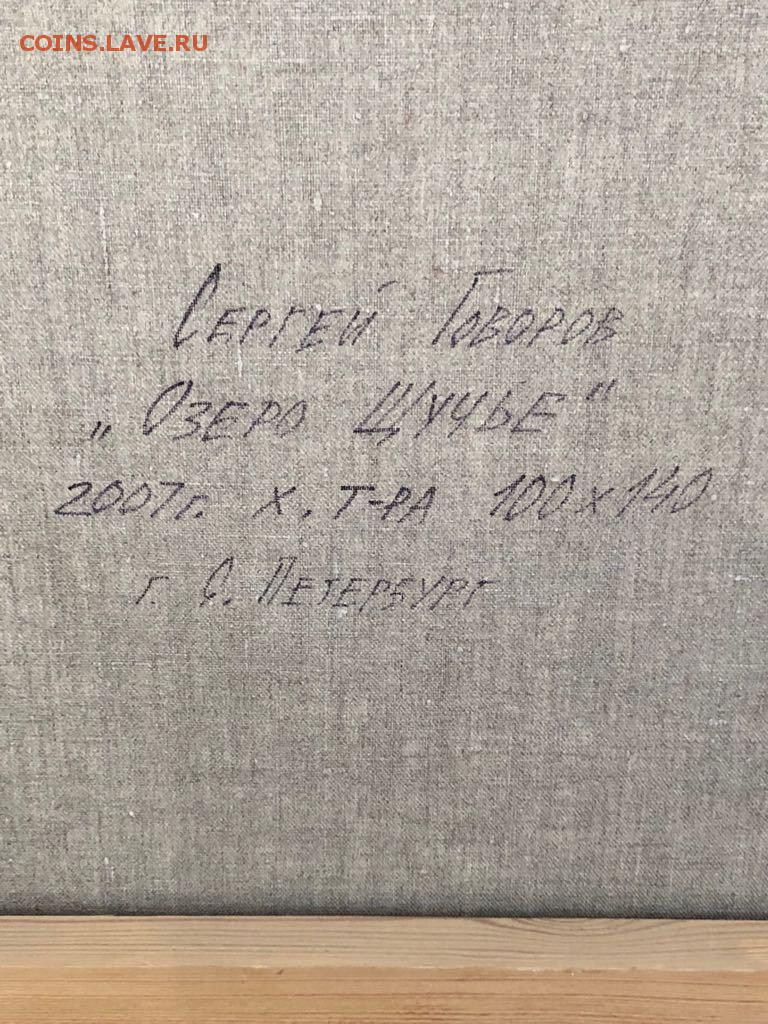 COINS.LAVE.RU
Сергей Говоров
„Озеро Щучье"
2007г. х. т-ра 100х140
г. С. Петербург